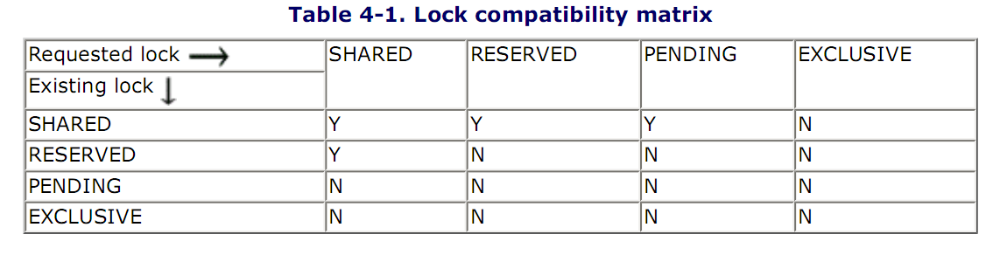 Table 4-1. Lock compatibility matrix
Requested lock → SHARED RESERVED PENDING EXCLUSIVE
Existing lock ↓
SHARED Y Y Y N
RESERVED Y N N N
PENDING N N N N
EXCLUSIVE N N N N